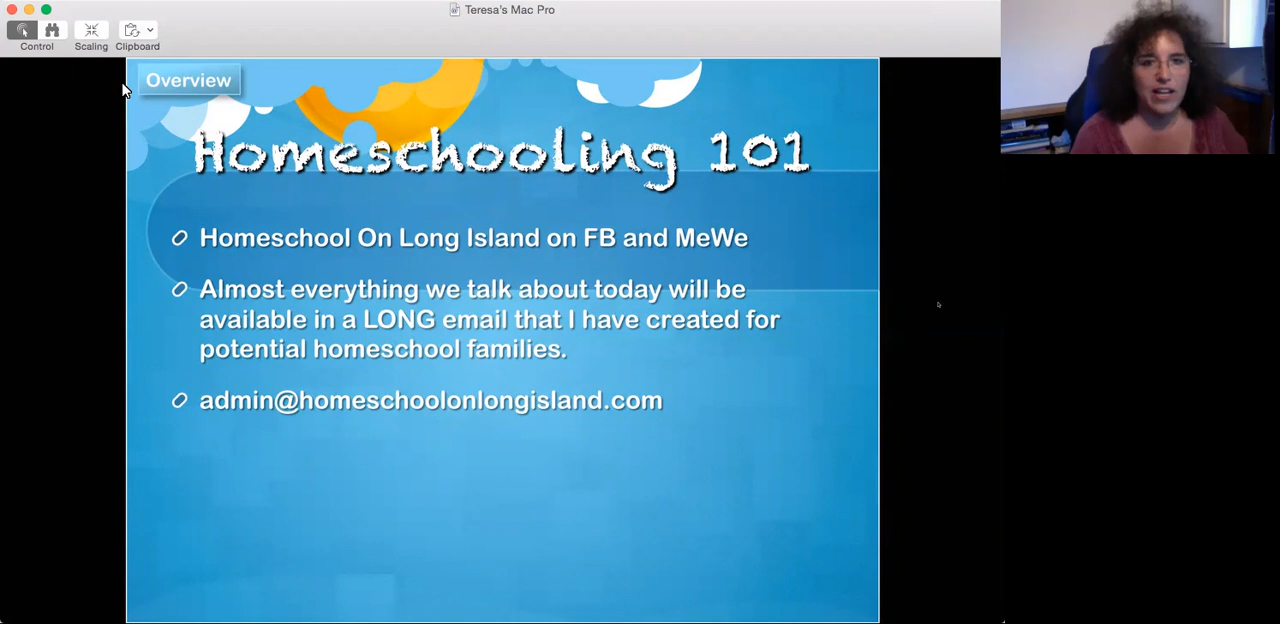 Teresa's Mac Pro
Control
Scaling
Clipboard
Overview
Homeschooling 101
Homeschool On Long Island on FB and MeWe
Almost everything we talk about today will be
available in a LONG email that I have created for
potential homeschool families.
admin@homeschoolonlongisland.com